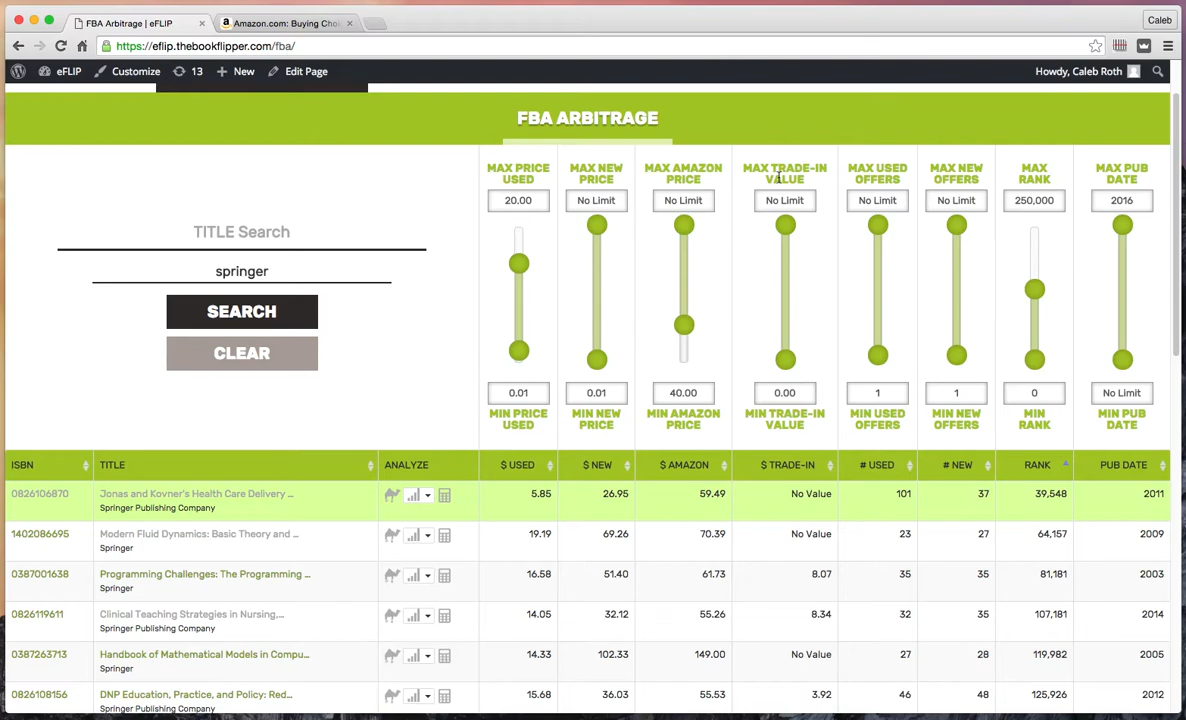 FBA Arbitrage | eFLIP
Amazon.com: Buying Choi
Caleb
https://eflip.thebookflipper.com/fba/
eFLIP Customize 13 New Edit Page Howdy, Caleb Roth
FBA ARBITRAGE
MAX PRICE USED
MAX NEW PRICE
MAX AMAZON PRICE
MAX TRADE-IN VALUE
MAX USED OFFERS
MAX NEW OFFERS
MAX RANK
MAX PUB DATE
20.00 No Limit No Limit No Limit No Limit No Limit 250,000 2016
TITLE Search
springer
SEARCH
CLEAR
0.01 0.01 40.00 0.00 1 1 0 No Limit
MIN PRICE USED
MIN NEW PRICE
MIN AMAZON PRICE
MIN TRADE-IN VALUE
MIN USED OFFERS
MIN NEW OFFERS
MIN RANK
MIN PUB DATE
ISBN TITLE ANALYZE $ USED $ NEW $ AMAZON $ TRADE-IN # USED # NEW RANK PUB DATE
0826106870 Jonas and Kovner's Health Care Delivery ... 5.85 26.95 59.49 No Value 101 37 39,548 2011
Springer Publishing Company
1402086695 Modern Fluid Dynamics: Basic Theory and ... 19.19 69.26 70.39 No Value 23 27 64,157 2009
Springer
0387001638 Programming Challenges: The Programming ... 16.58 51.40 61.73 8.07 35 35 81,181 2003
Springer
0826119611 Clinical Teaching Strategies in Nursing,... 14.05 32.12 55.26 8.34 32 35 107,181 2014
Springer Publishing Company
0387263713 Handbook of Mathematical Models in Compu... 14.33 102.33 149.00 No Value 27 28 119,982 2005
Springer
0826108156 DNP Education, Practice, and Policy: Red... 15.68 36.03 55.53 3.92 46 48 125,926 2012
Springer Publishing Company